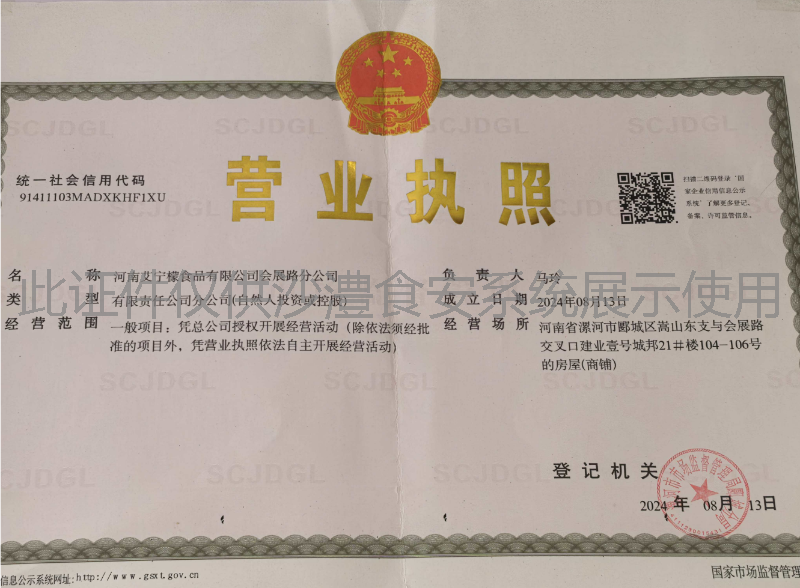 营业执照
统一社会信用代码
91411103MADXKHF1XU
扫描二维码登录"国
家企业信用信息公示
系统"了解更多登记、
备案、许可监管信息。
名称 河南艾宁檬食品有限公司会展路分公司
类型 有限责任公司分公司(自然人投资或控股)
经营范围 一般项目：凭总公司授权开展经营活动（除依法须经批
准的项目外，凭营业执照依法自主开展经营活动）
负责人 马玲
成立日期 2024年08月13日
经营场所 河南省漯河市郾城区嵩山东支与会展路
交叉口建业壹号城邦21#楼104-106号
的房屋(商铺)
此证件仅供沙澧食安系统展示使用
登记机关
2024年 08月 13日
信息公示系统网址:http://www.gsxt.gov.cn
国家市场监督管理
SCJDGL